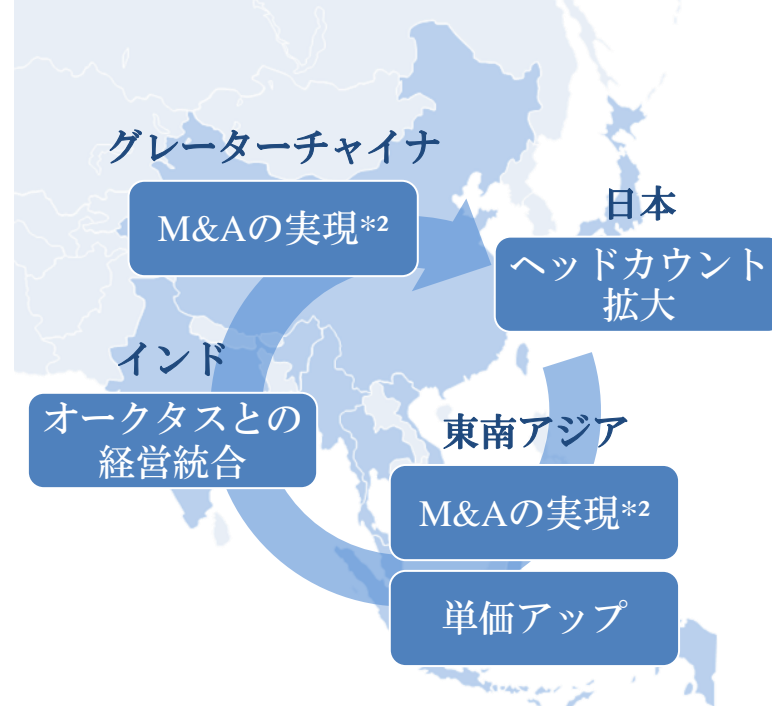 グレーターチャイナ
M&Aの実現*²
日本
ヘッドカウント
拡大
インド
オークタスとの
経営統合
東南アジア
M&Aの実現*²
単価アップ